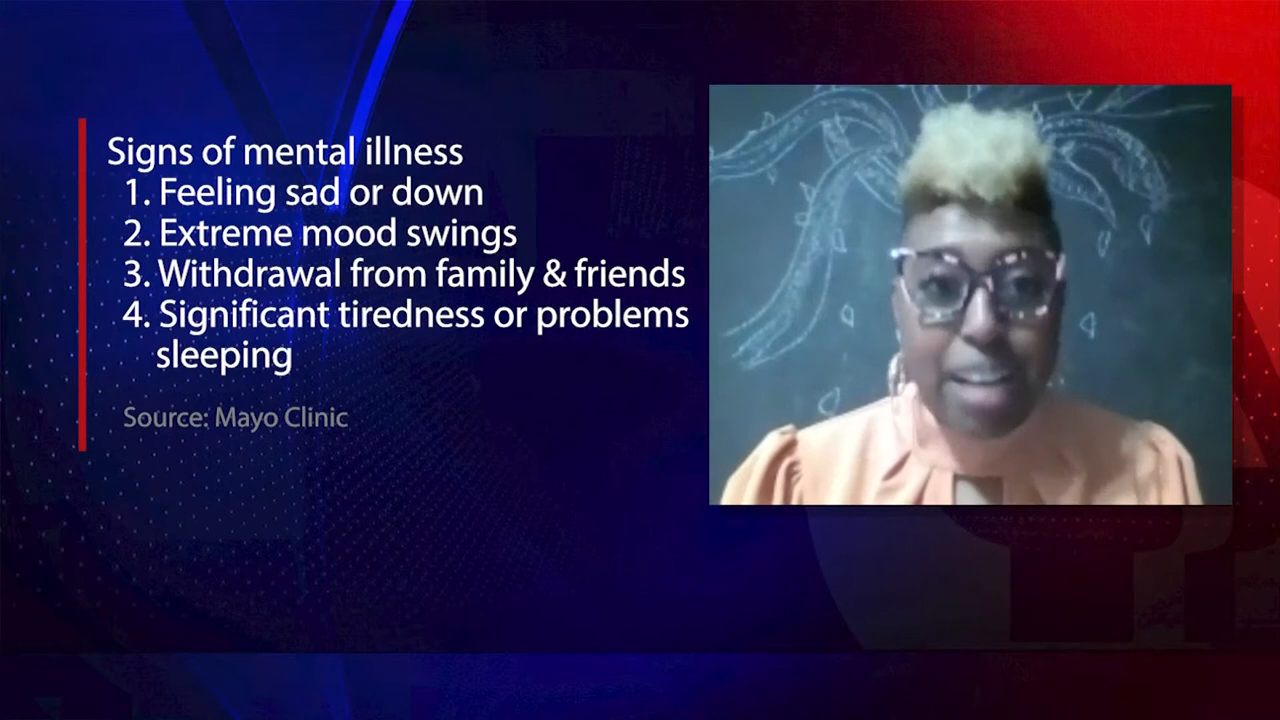 Signs of mental illness
1. Feeling sad or down
2. Extreme mood swings
3. Withdrawal from family & friends
4. Significant tiredness or problems
sleeping
Source: Mayo Clinic